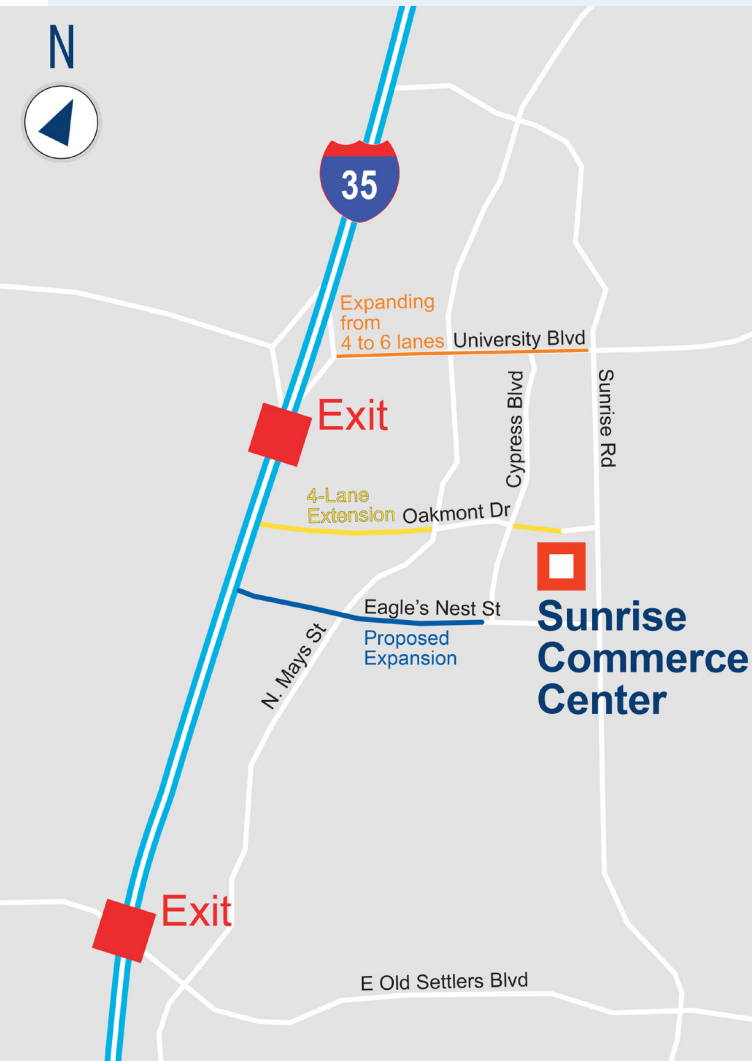 N
35
Expanding
from
4 to 6 lanes
University Blvd
Exit
Cypress Blvd
Sunrise Rd
4-Lane
Extension
Oakmont Dr
Eagle's Nest St
Proposed
Expansion
Sunrise
Commerce
Center
N. Mays St
Exit
E Old Settlers Blvd